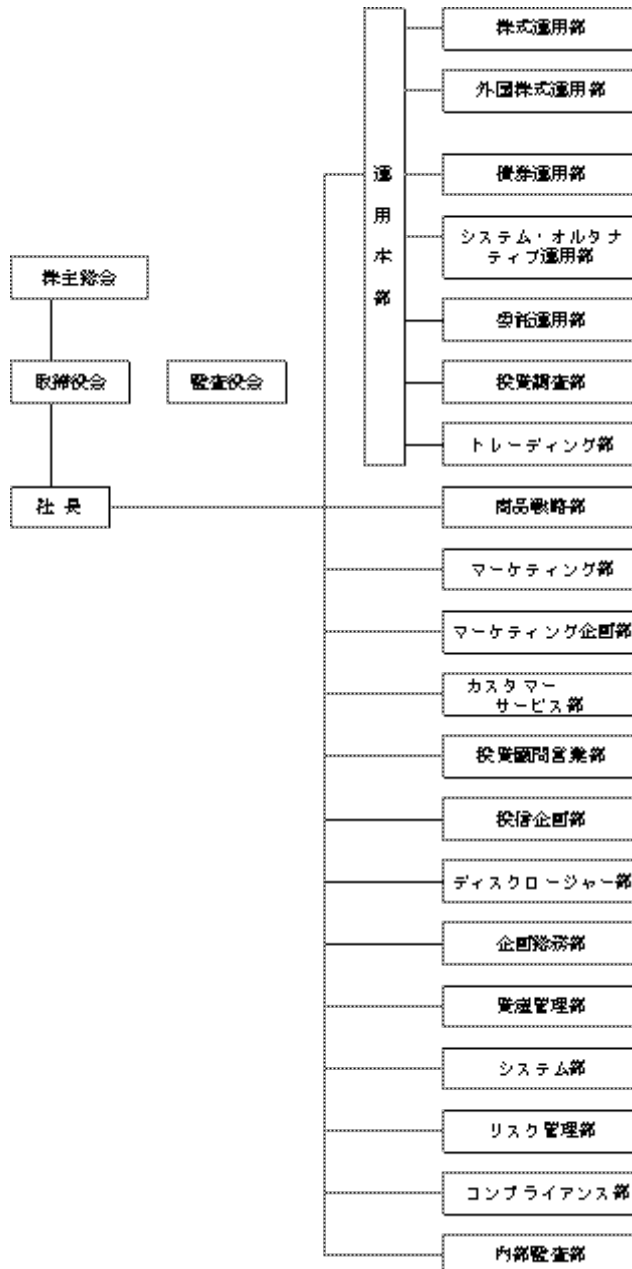 株主総会
取締役会
監査役会
社 長
運用本部
株式運用部
外国株式運用部
債券運用部
システム・オルタナ
ティブ運用部
委託運用部
投資調査部
トレーディング部
商品戦略部
マーケティング部
マーケティング企画部
カスタマー
サービス部
投資顧問営業部
投信企画部
ディスクロージャー部
企画総務部
資産管理部
システム部
リスク管理部
コンプライアンス部
内部監査部